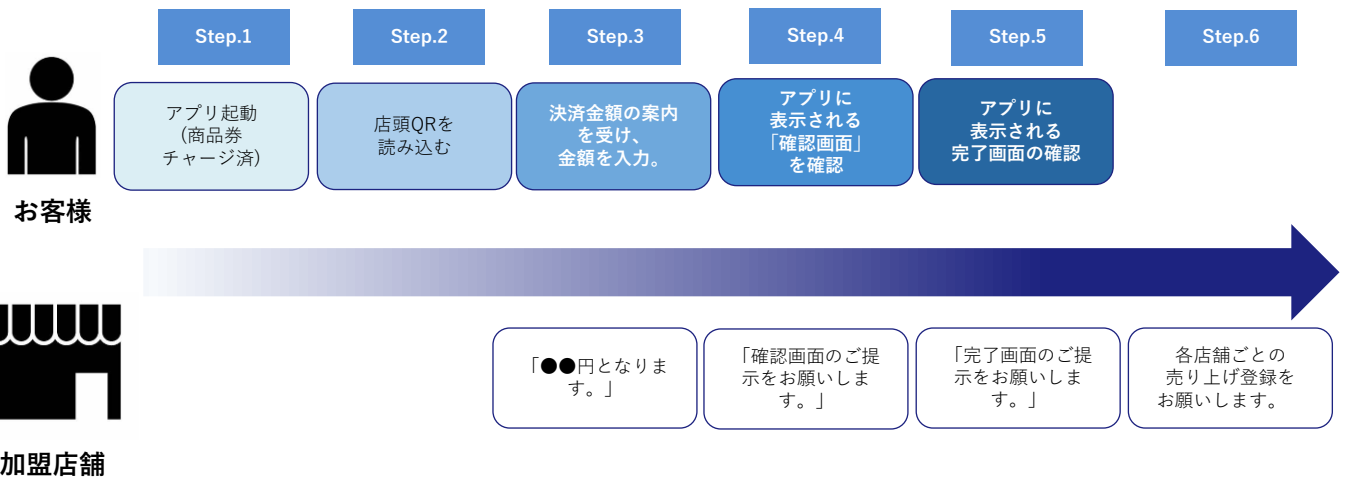 Step.1
Step.2
Step.3
Step.4
Step.5
Step.6
アプリ起動
(商品券
チャージ済)
店頭QRを
読み込む
決済金額の案内
を受け、
金額を入力。
アプリに
表示される
「確認画面」
を確認
アプリに
表示される
完了画面の確認
お客様
「●●円となりま
す。」
「確認画面のご提
示をお願いしま
す。」
「完了画面のご提
示をお願いしま
す。」
各店舗ごとの
売り上げ登録を
お願いします。
加盟店舗